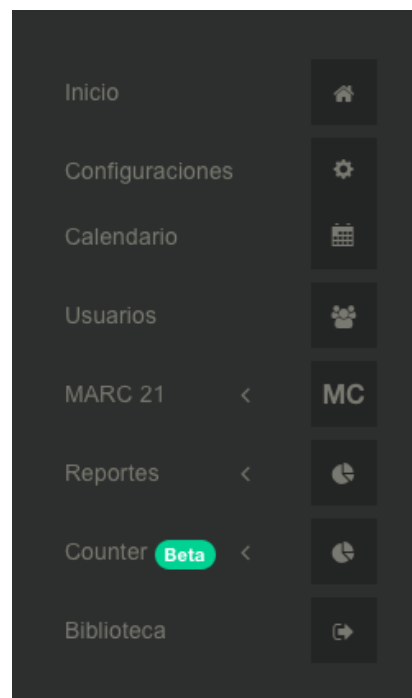 Inicio
Configuraciones
Calendario
Usuarios
MARC 21 < MC
Reportes <
Counter Beta <
Biblioteca